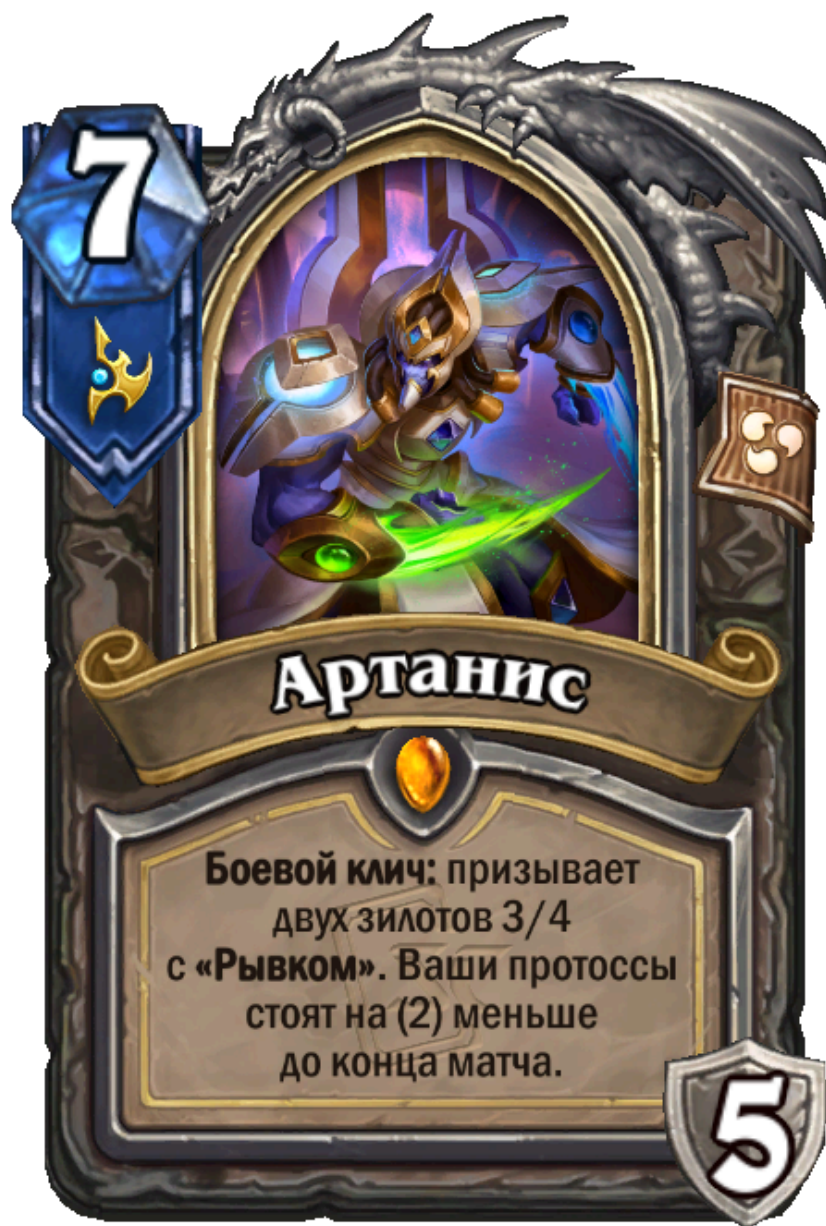 7
Артанис
Боевой клич: призывает
двух зилотов 3/4
с «Рывком». Ваши протоссы
стоят на (2) меньше
до конца матча.
5